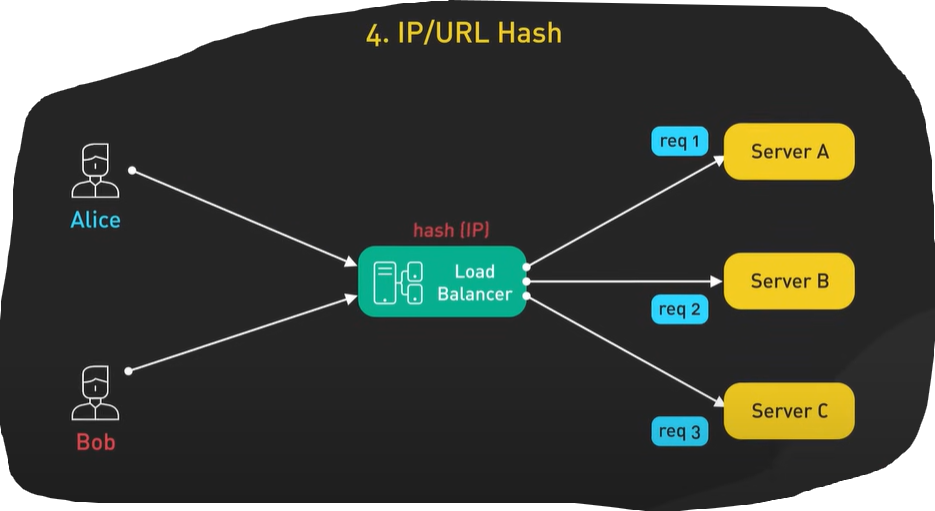 4. IP/URL Hash
req 1
Server A
Alice
hash (IP)
Load
Balancer
Server B
req 2
Server C
req 3
Bob